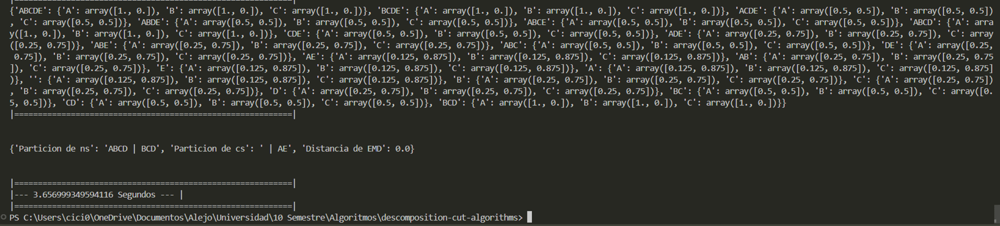 |===========================================================|
{'ABCDE': {'A': array([1., 0.]), 'B': array([1., 0.]), 'C': array([1., 0.])}, 'BCDE': {'A': array([1., 0.]), 'B': array([1., 0.]), 'C': array([1., 0.])}, 'ACDE': {'A': array([0.5, 0.5]), 'B': array([0.5, 0.5])
, 'C': array([0.5, 0.5])}, 'ABDE': {'A': array([0.5, 0.5]), 'B': array([0.5, 0.5]), 'C': array([0.5, 0.5])}, 'ABCE': {'A': array([0.5, 0.5]), 'B': array([0.5, 0.5]), 'C': array([0.5, 0.5])}, 'ABCD': {'A': arra
y([1., 0.]), 'B': array([1., 0.]), 'C': array([1., 0.])}, 'CDE': {'A': array([0.5, 0.5]), 'B': array([0.5, 0.5]), 'C': array([0.5, 0.5])}, 'ADE': {'A': array([0.25, 0.75]), 'B': array([0.25, 0.75]), 'C': array
([0.25, 0.75])}, 'ABE': {'A': array([0.25, 0.75]), 'B': array([0.25, 0.75]), 'C': array([0.25, 0.75])}, 'ABC': {'A': array([0.5, 0.5]), 'B': array([0.5, 0.5]), 'C': array([0.5, 0.5])}, 'DE': {'A': array([0.25,
 0.75]), 'B': array([0.25, 0.75]), 'C': array([0.25, 0.75])}, 'AE': {'A': array([0.125, 0.875]), 'B': array([0.125, 0.875]), 'C': array([0.125, 0.875])}, 'AB': {'A': array([0.25, 0.75]), 'B': array([0.25, 0.75
]), 'C': array([0.25, 0.75])}, 'E': {'A': array([0.125, 0.875]), 'B': array([0.125, 0.875]), 'C': array([0.125, 0.875])}, 'A': {'A': array([0.125, 0.875]), 'B': array([0.125, 0.875]), 'C': array([0.125, 0.875]
)}, '': {'A': array([0.125, 0.875]), 'B': array([0.125, 0.875]), 'C': array([0.125, 0.875])}, 'B': {'A': array([0.25, 0.75]), 'B': array([0.25, 0.75]), 'C': array([0.25, 0.75])}, 'C': {'A': array([0.25, 0.75])
, 'B': array([0.25, 0.75]), 'C': array([0.25, 0.75])}, 'D': {'A': array([0.25, 0.75]), 'B': array([0.25, 0.75]), 'C': array([0.25, 0.75])}, 'BC': {'A': array([0.5, 0.5]), 'B': array([0.5, 0.5]), 'C': array([0.
5, 0.5])}, 'CD': {'A': array([0.5, 0.5]), 'B': array([0.5, 0.5]), 'C': array([0.5, 0.5])}, 'BCD': {'A': array([1., 0.]), 'B': array([1., 0.]), 'C': array([1., 0.])}}
|===========================================================|
{'Particion de ns': 'ABCD | BCD', 'Particion de cs': ' | AE', 'Distancia de EMD': 0.0}
|===========================================================|
|--- 3.656999349594116 Segundos --- |
|===========================================================|
PS C:\Users\cici0\OneDrive\Documentos\Alejo\Universidad\10 Semestre\Algoritmos\descomposition-cut-algorithms>